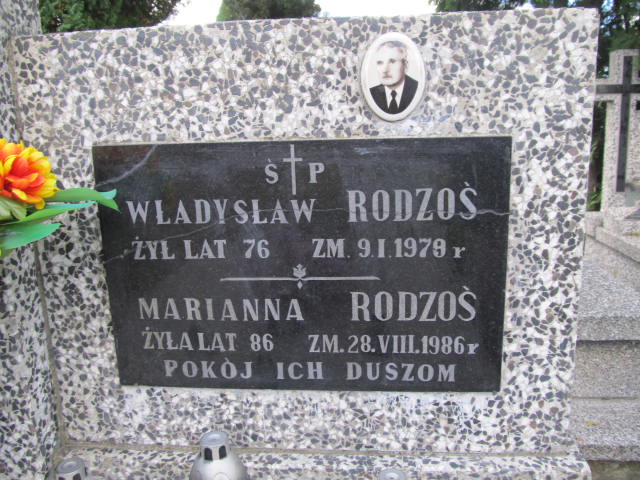 Ś P
WŁADYSŁAW RODZOŚ
ŻYŁ LAT 76 ZM. 9.I.1979 r
MARIANNA RODZOŚ
ŻYŁA LAT 86 ZM. 28.VIII.1986 r
POKÓJ ICH DUSZOM